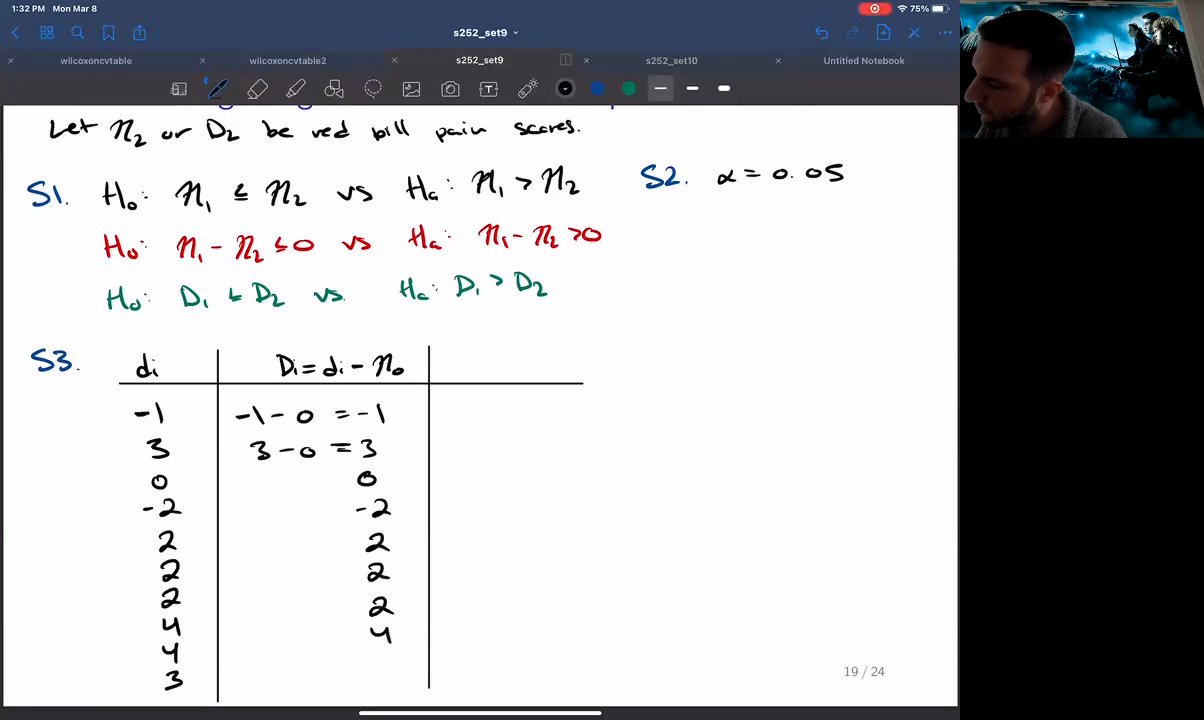 1:32 PM Mon Mar 8
75%
s252_set9
wilcoxoncvtable
wilcoxoncvtable2
s252_set9
s252_set10
Untitled Notebook
Let η₂ or D₂ be red pill pain scores.
S1. H₀: η₁ ≤ η₂ vs Hₐ: η₁ > η₂
S2. α = 0.05
H₀: η₁ - η₂ ≤ 0 vs Hₐ: η₁ - η₂ > 0
H₀: D₁ ≤ D₂ vs. Hₐ: D₁ > D₂
S3. di Di = di - η₀
-1 -1 - 0 = -1
3 3 - 0 = 3
0 0
-2 -2
2 2
2 2
2 2
4 4
4
3
19 / 24